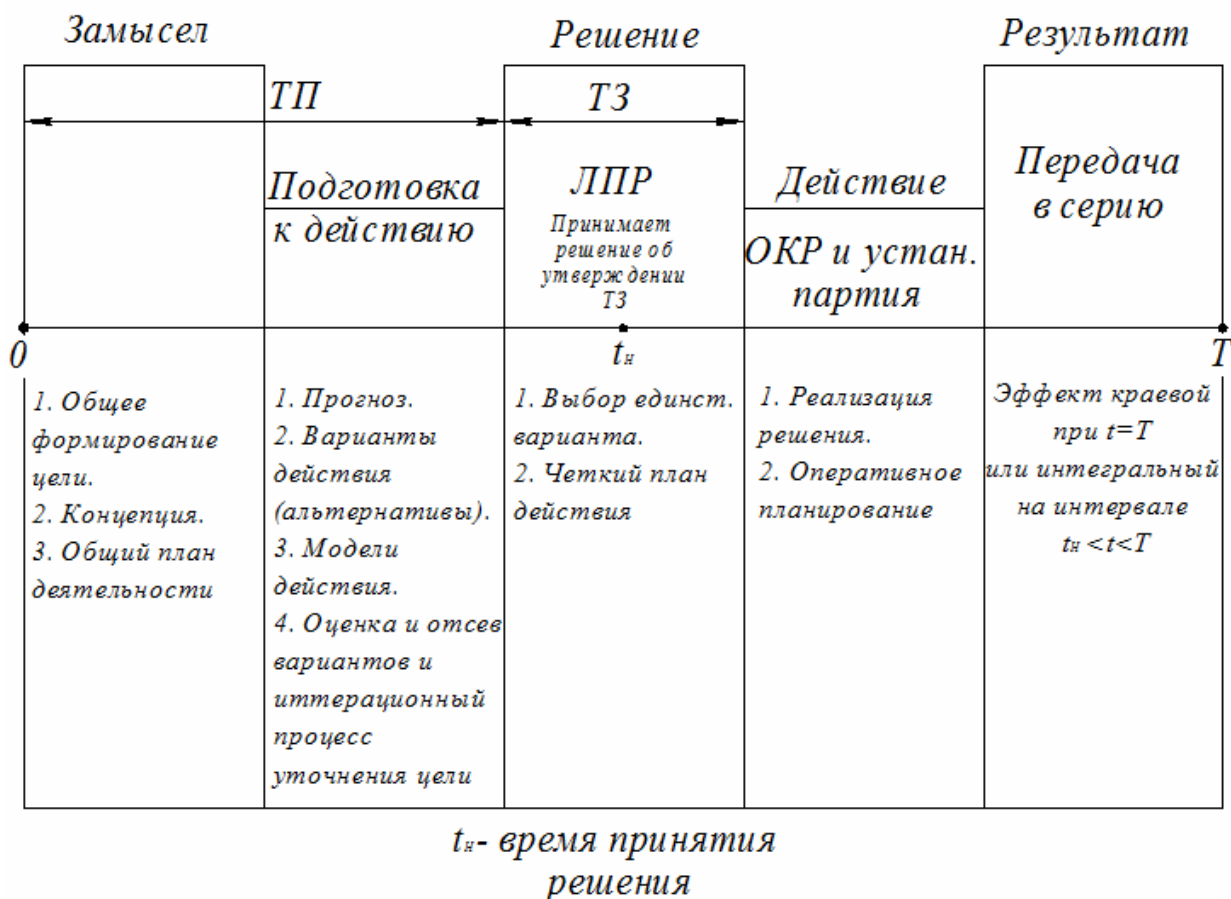 Замысел
Решение
Результат
ТП
ТЗ
Подготовка
к действию
ЛПР
Принимает
решение об
утверждении
ТЗ
Действие
ОКР и устан.
партия
Передача
в серию
0
tн
T
1. Общее
формирование
цели.
2. Концепция.
3. Общий план
деятельности
1. Прогноз.
2. Варианты
действия
(альтернативы).
3. Модели
действия.
4. Оценка и отсев
вариантов и
иттерационный
процесс
уточнения цели
1. Выбор единст.
варианта.
2. Четкий план
действия
1. Реализация
решения.
2. Оперативное
планирование
Эффект краевой
при t=T
или интегральный
на интервале
tн <t<T
tн- время принятия
решения